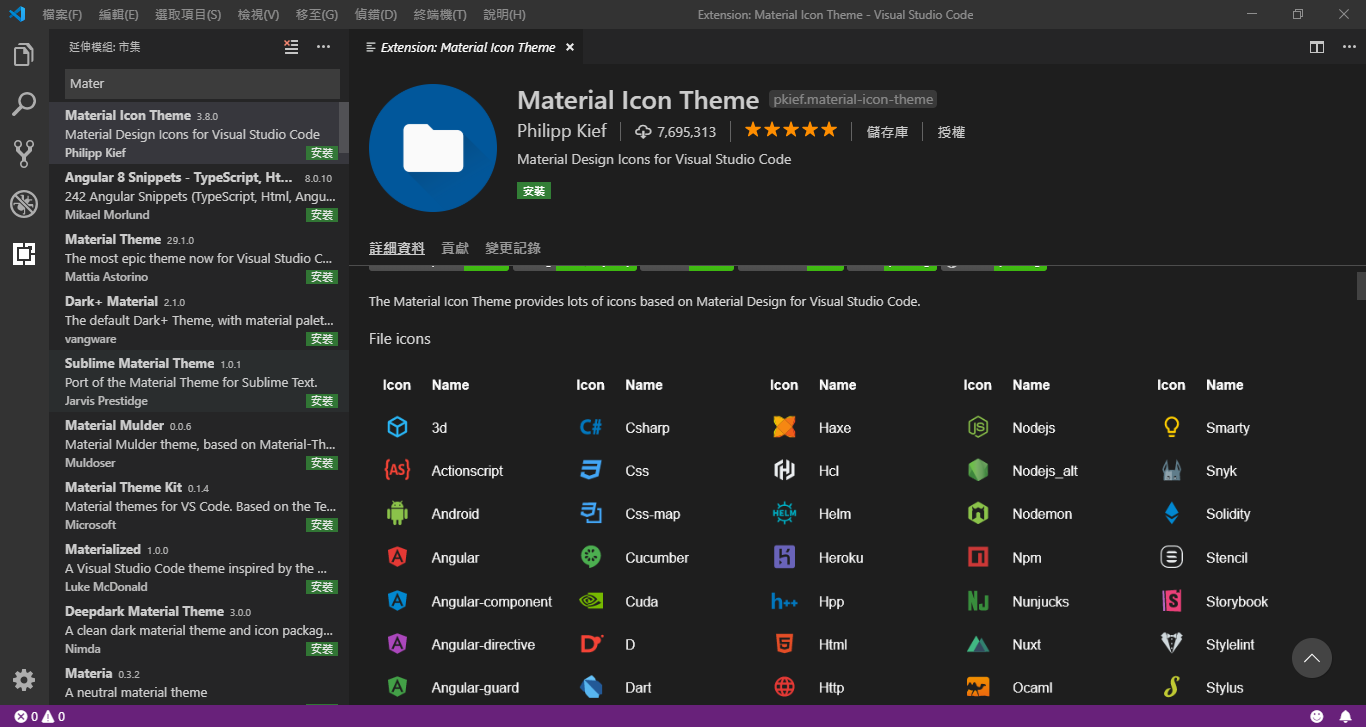 檔案(F) 編輯(E) 選取項目(S) 檢視(V) 移至(G) 偵錯(D) 終端機(T) 說明(H) Extension: Material Icon Theme - Visual Studio Code
延伸模組: 市集
Mater
Material Icon Theme 3.8.0
Material Design Icons for Visual Studio Code
Philipp Kief 安裝
Angular 8 Snippets - TypeScript, Ht... 8.0.10
242 Angular Snippets (TypeScript, Html, Angu...
Mikael Morlund 安裝
Material Theme 29.1.0
The most epic theme now for Visual Studio C...
Mattia Astorino 安裝
Dark+ Material 2.1.0
The default Dark+ Theme, with material palet...
vangware 安裝
Sublime Material Theme 1.0.1
Port of the Material Theme for Sublime Text.
Jarvis Prestidge 安裝
Material Mulder 0.0.6
Material Mulder theme, based on Material-Th...
Muldoser 安裝
Material Theme Kit 0.1.4
Material themes for VS Code. Based on the Te...
Microsoft 安裝
Materialized 1.0.0
A Visual Studio Code theme inspired by the ...
Luke McDonald 安裝
Deepdark Material Theme 3.0.0
A clean dark material theme and icon packag...
Nimda 安裝
Materia 0.3.2
A neutral material theme
Extension: Material Icon Theme
Material Icon Theme pkief.material-icon-theme
Philipp Kief 7,695,313 儲存庫 授權
Material Design Icons for Visual Studio Code
安裝
詳細資料 貢獻 變更記錄
The Material Icon Theme provides lots of icons based on Material Design for Visual Studio Code.
File icons
Icon Name Icon Name Icon Name Icon Name Icon Name
3d C# Csharp Haxe JS Nodejs Smarty
{AS} Actionscript Css Hcl Nodejs_alt Snyk
Android Css-map HELM Helm Nodemon Solidity
Angular Cucumber Heroku Npm Stencil
Angular-component Cuda h++ Hpp NJ Nunjucks Storybook
Angular-directive D Html Nuxt Stylelint
Angular-guard Dart Http Ocaml Stylus
0 0